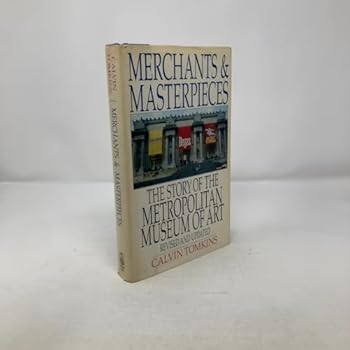 MERCHANTS &
MASTERPIECES
Degas
THE STORY OF THE
METROPOLITAN
MUSEUM OF ART
REVISED AND UPDATED
CALVIN TOMKINS
CALVIN
TOMKINS
MERCHANTS & MASTERPIECES